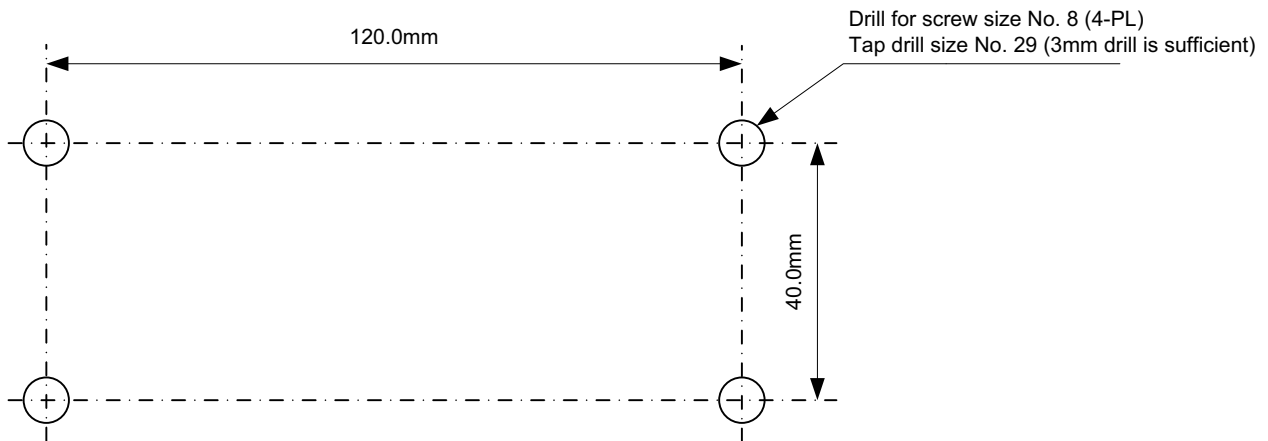 120.0mm
Drill for screw size No. 8 (4-PL)
Tap drill size No. 29 (3mm drill is sufficient)
40.0mm